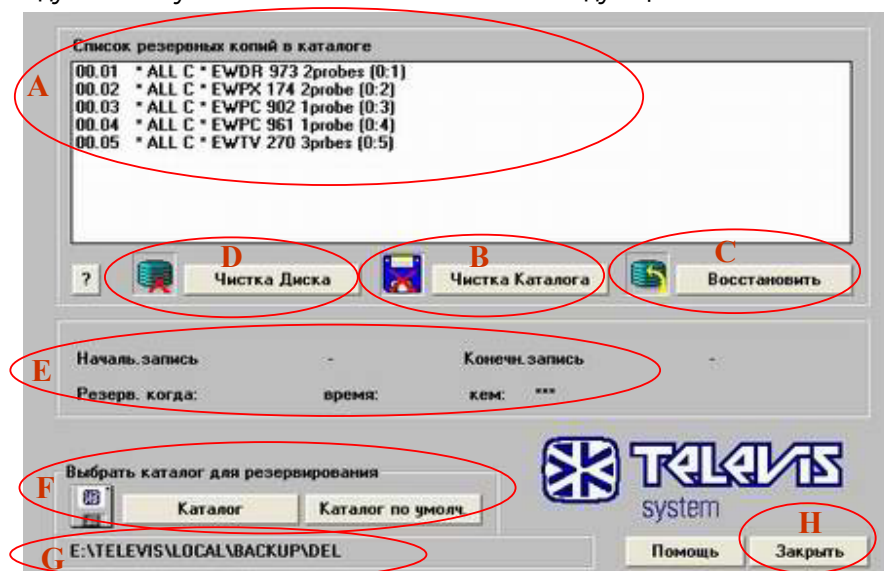 Список резервных копий в каталоге
A
00.01 * ALL C * EWDR 973 2probes (0:1)
00.02 * ALL C * EWPX 174 2probe (0:2)
00.03 * ALL C * EWPC 902 1probe (0:3)
00.04 * ALL C * EWPC 961 1probe (0:4)
00.05 * ALL C * EWTV 270 3prbes (0:5)
D B C
? Чистка Диска Чистка Каталога Восстановить
E
Началь.запись - Конечн.запись -
Резерв. когда: время: кем: ***
Выбрать каталог для резервирования
F
Каталог Каталог по умолч.
TELEVIS
system
H
G
E:\TELEVIS\LOCAL\BACKUP\DEL
Помощь Закрыть